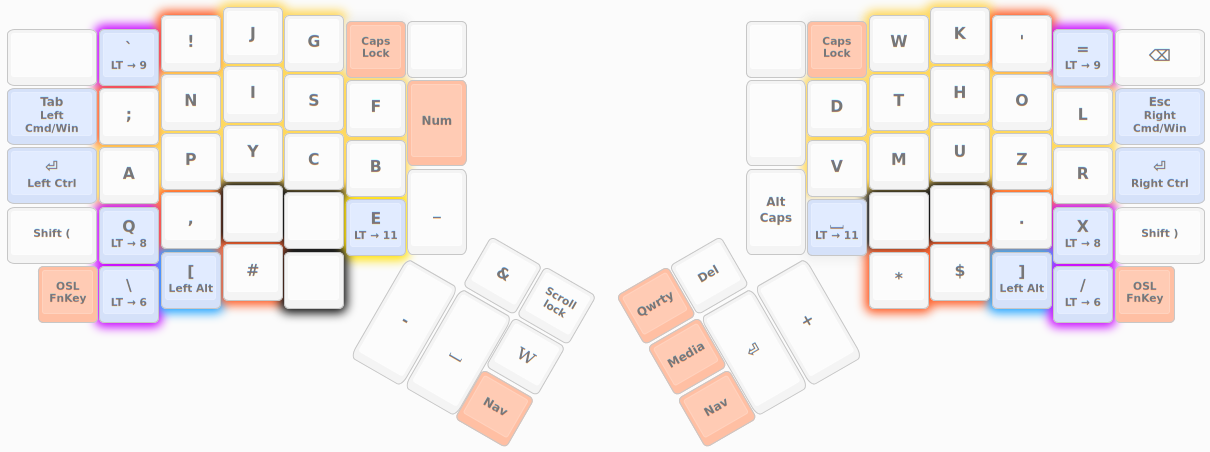 `
LT → 9
!
J
G
Caps
Lock
Tab
Left
Cmd/Win
;
N
I
S
F
Num
⏎
Left Ctrl
A
P
Y
C
B
Shift (
Q
LT → 8
,
E
LT → 11
_
OSL
FnKey
\
LT → 6
[
Left Alt
#
&
Scroll
lock
-
⎵
W
Nav
Caps
Lock
W
K
'
=
LT → 9
⌫
D
T
H
O
L
Esc
Right
Cmd/Win
V
M
U
Z
R
⏎
Right Ctrl
Alt
Caps
⎵
LT → 11
.
X
LT → 8
Shift )
*
$
]
Left Alt
/
LT → 6
OSL
FnKey
Qwrty
Del
Media
⏎
+
Nav